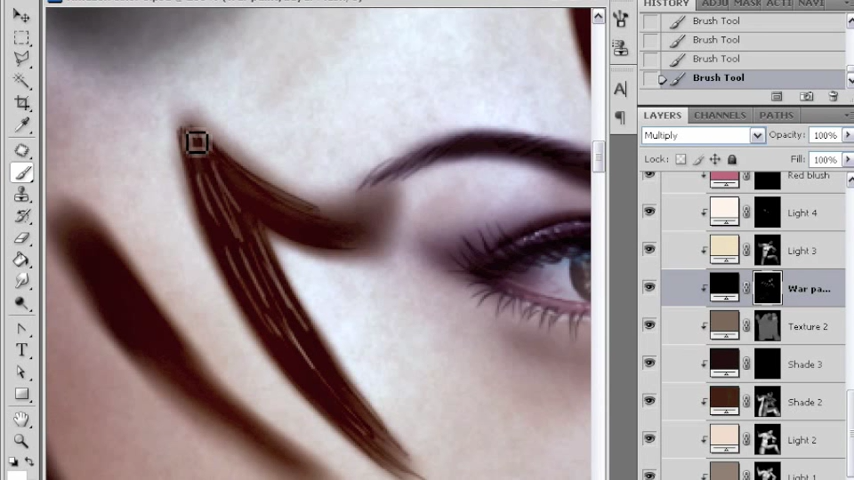 HISTORY
ADJU MASK ACTI NAVI
Brush Tool
Brush Tool
Brush Tool
Brush Tool
LAYERS CHANNELS PATHS
Multiply Opacity: 100%
Lock: Fill: 100%
Red blush
Light 4
Light 3
War pa...
Texture 2
Shade 3
Shade 2
Light 2
Light 1